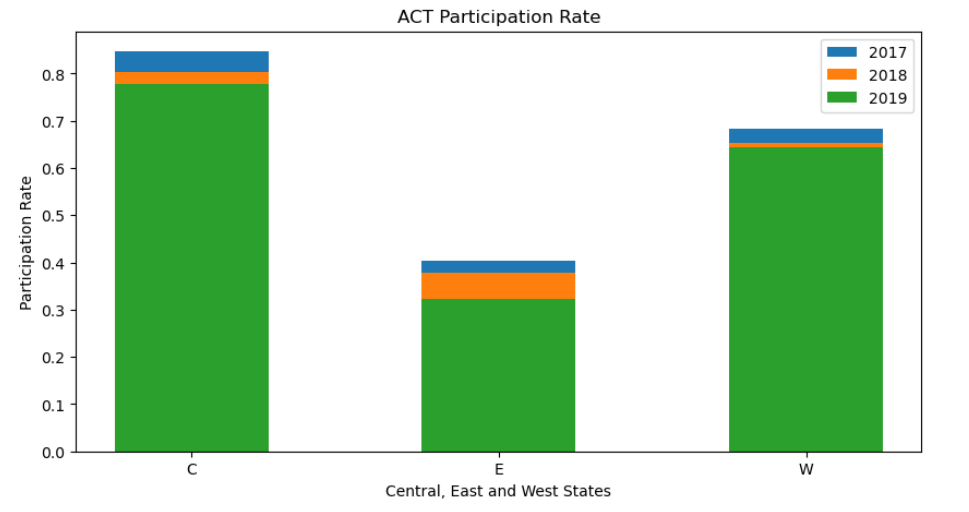 ACT Participation Rate
2017
2018
2019
Participation Rate
0.8
0.7
0.6
0.5
0.4
0.3
0.2
0.1
0.0
C
E
W
Central, East and West States